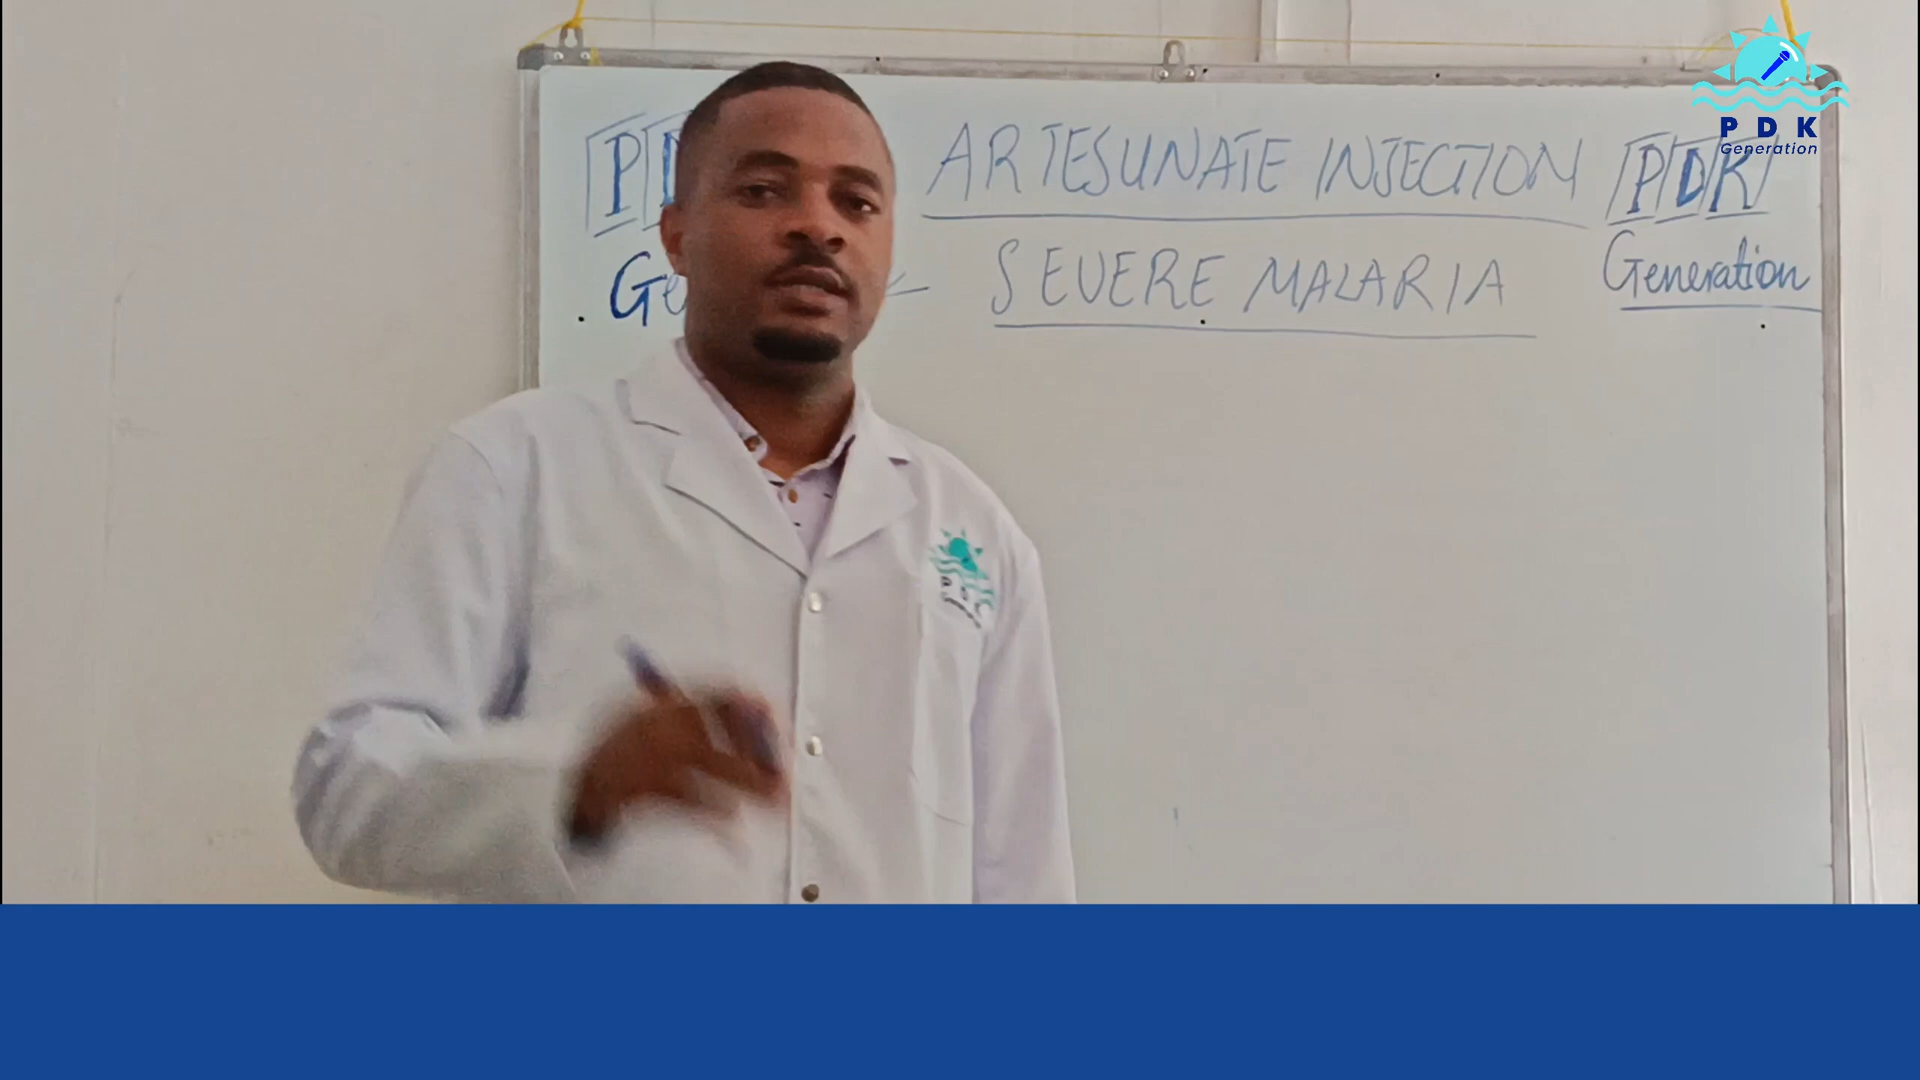 PDK
Generation
ARTESUNATE INJECTION
SEVERE MALARIA
PDK
Generation